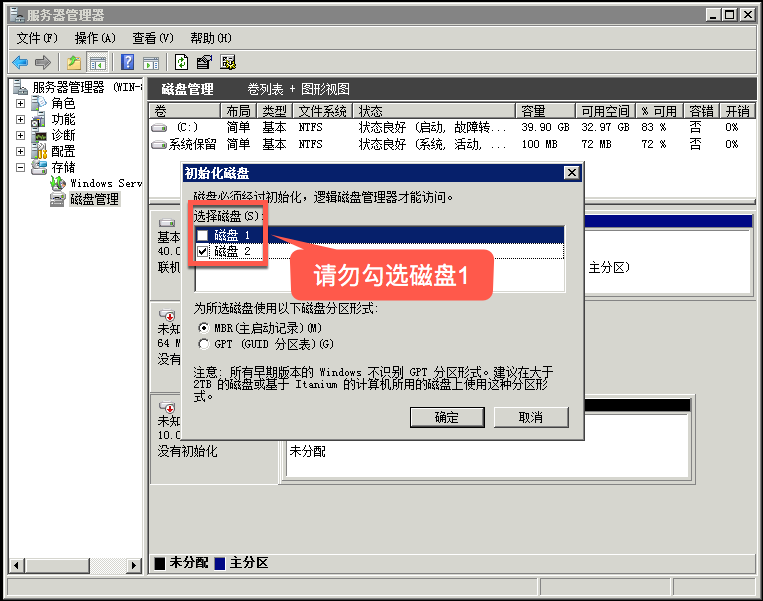 服务器管理器
文件(F) 操作(A) 查看(V) 帮助(H)
服务器管理器 (WIN-
角色
功能
诊断
配置
存储
Windows Serv
磁盘管理
磁盘管理 卷列表 + 图形视图
卷 布局 类型 文件系统 状态 容量 可用空间 % 可用 容错 开销
(C:) 简单 基本 NTFS 状态良好 (启动, 故障转... 39.90 GB 32.97 GB 83 % 否 0%
系统保留 简单 基本 NTFS 状态良好 (系统, 活动, ... 100 MB 72 MB 72 % 否 0%
初始化磁盘
磁盘必须经过初始化，逻辑磁盘管理器才能访问。
选择磁盘(S):
磁盘 1
磁盘 2
请勿勾选磁盘1
为所选磁盘使用以下磁盘分区形式:
MBR(主启动记录)(M)
GPT (GUID 分区表)(G)
注意: 所有早期版本的 Windows 不识别 GPT 分区形式。建议在大于
2TB 的磁盘或基于 Itanium 的计算机所用的磁盘上使用这种分区形
式。
确定 取消
基本
40.0
联机
主分区)
未知
64 M
没有
未知
10.0
没有初始化
未分配
未分配 主分区